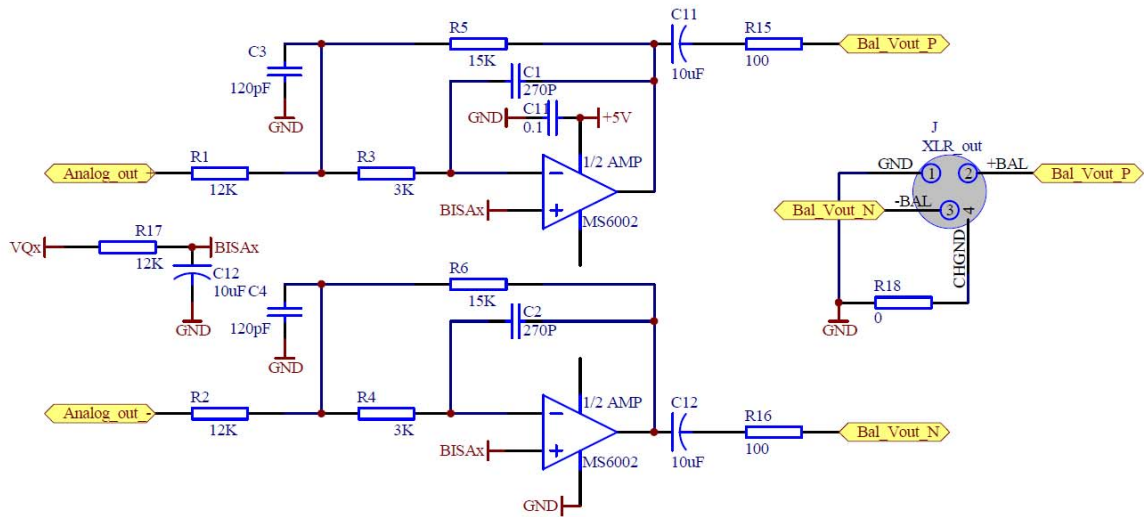 C11
R15
R5
Bal_Vout_P
C3
15K
10uF
100
C1
120pF
270P
GND
C11
+5V
GND
0.1
J
XLR_out
R1
R3
1/2 AMP
GND
1
2
+BAL
Analog_out_+
Bal_Vout_P
12K
3K
-BAL
BISAx
Bal_Vout_N
3
4
MS6002
R17
VQx
BISAx
12K
C12
R6
CHGND
10uF
C4
15K
R18
C2
120pF
GND
270P
GND
0
GND
1/2 AMP
C12
R2
R4
R16
Analog_out_-
Bal_Vout_N
12K
3K
BISAx
MS6002
10uF
100
GND